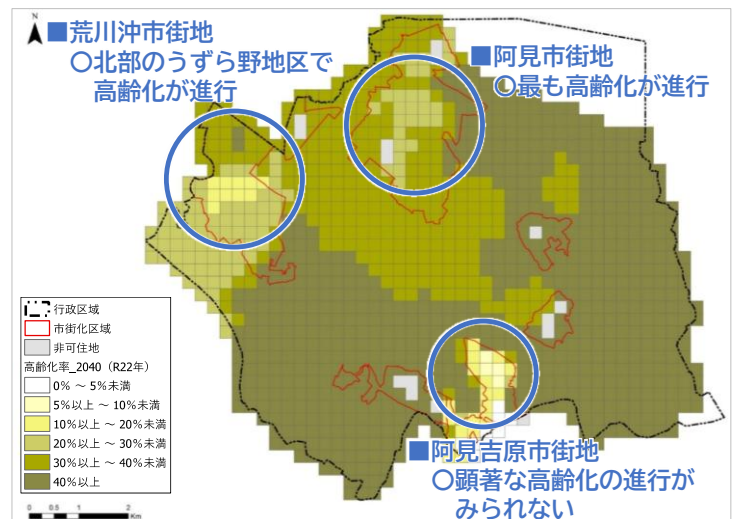 N
■荒川沖市街地
○北部のうずら野地区で
高齢化が進行
■阿見市街地
○最も高齢化が進行
行政区域
市街化区域
非可住地
高齢化率_2040（R22年）
0% ～ 5%未満
5%以上 ～ 10%未満
10%以上 ～ 20%未満
20%以上 ～ 30%未満
30%以上 ～ 40%未満
40%以上
■阿見吉原市街地
○顕著な高齢化の進行が
みられない
0 0.5 1 2
Km